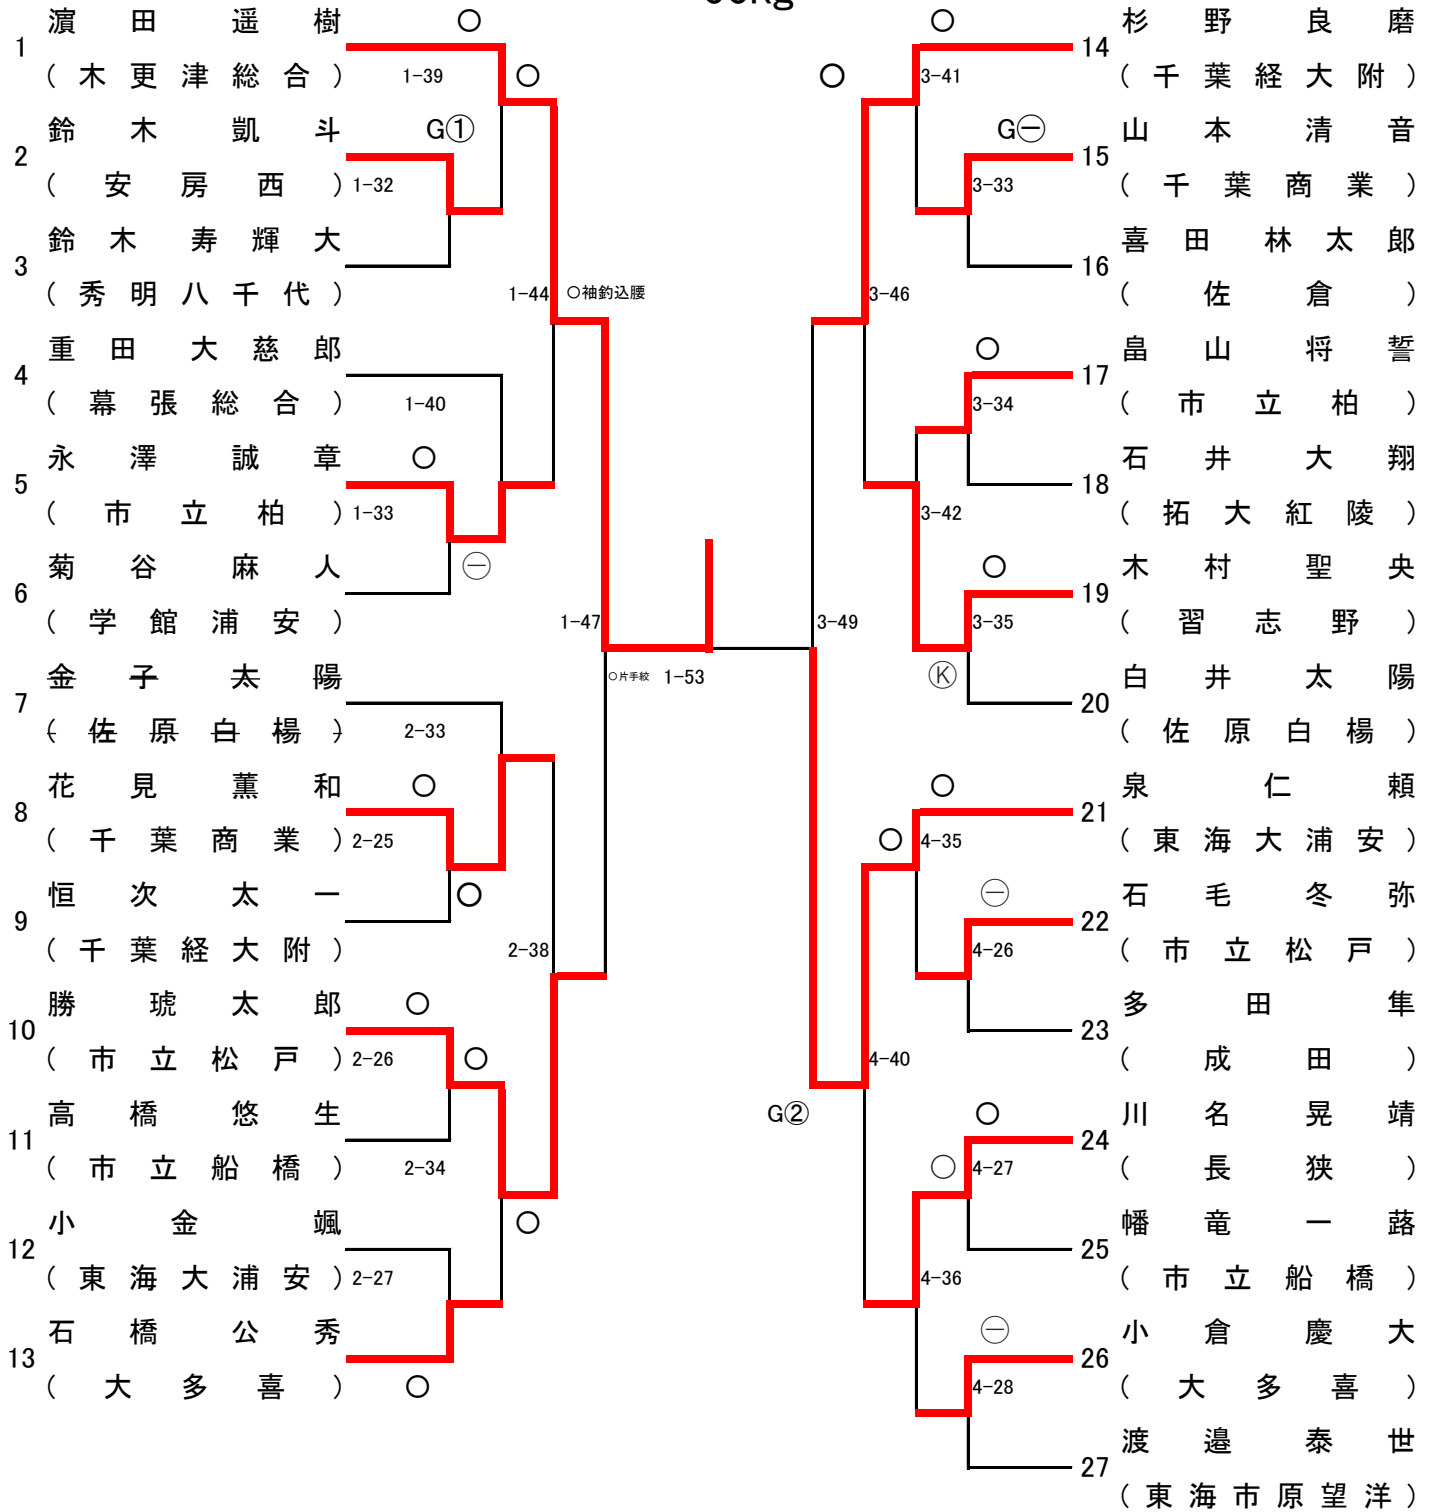 濵田遥樹
1
(木更津総合)
1-39
鈴木凱斗
G①
2
(安房西)
1-32
鈴木寿輝大
3
(秀明八千代)
1-44
○袖釣込腰
重田大慈郎
4
(幕張総合)
1-40
永澤誠章
○
5
(市立柏)
1-33
菊谷麻人
㊀
6
(学館浦安)
1-47
金子太陽
○片手絞
1-53
7
(佐原白楊)
2-33
花見薫和
○
8
(千葉商業)
2-25
恒次太一
○
9
(千葉経大附)
2-38
勝琥太郎
○
10
(市立松戸)
2-26
○
高橋悠生
11
(市立船橋)
2-34
小金颯
○
12
(東海大浦安)
2-27
石橋公秀
13
(大多喜)
○
○
○
○
○
杉野良磨
14
(千葉経大附)
3-41
G㊀
山本清音
15
(千葉商業)
3-33
喜田林太郎
16
(佐倉)
3-46
○
畠山将誓
17
(市立柏)
3-34
石井大翔
18
(拓大紅陵)
3-42
○
木村聖央
19
(習志野)
3-35
3-49
Ⓚ
白井太陽
20
(佐原白楊)
○
泉仁頼
21
(東海大浦安)
○
4-35
㊀
石毛冬弥
22
(市立松戸)
4-26
多田隼
23
(成田)
4-40
G②
○
川名晃靖
24
(長狭)
○
4-27
幡竜一蕗
25
(市立船橋)
4-36
㊀
小倉慶大
26
(大多喜)
4-28
渡邉泰世
27
(東海市原望洋)